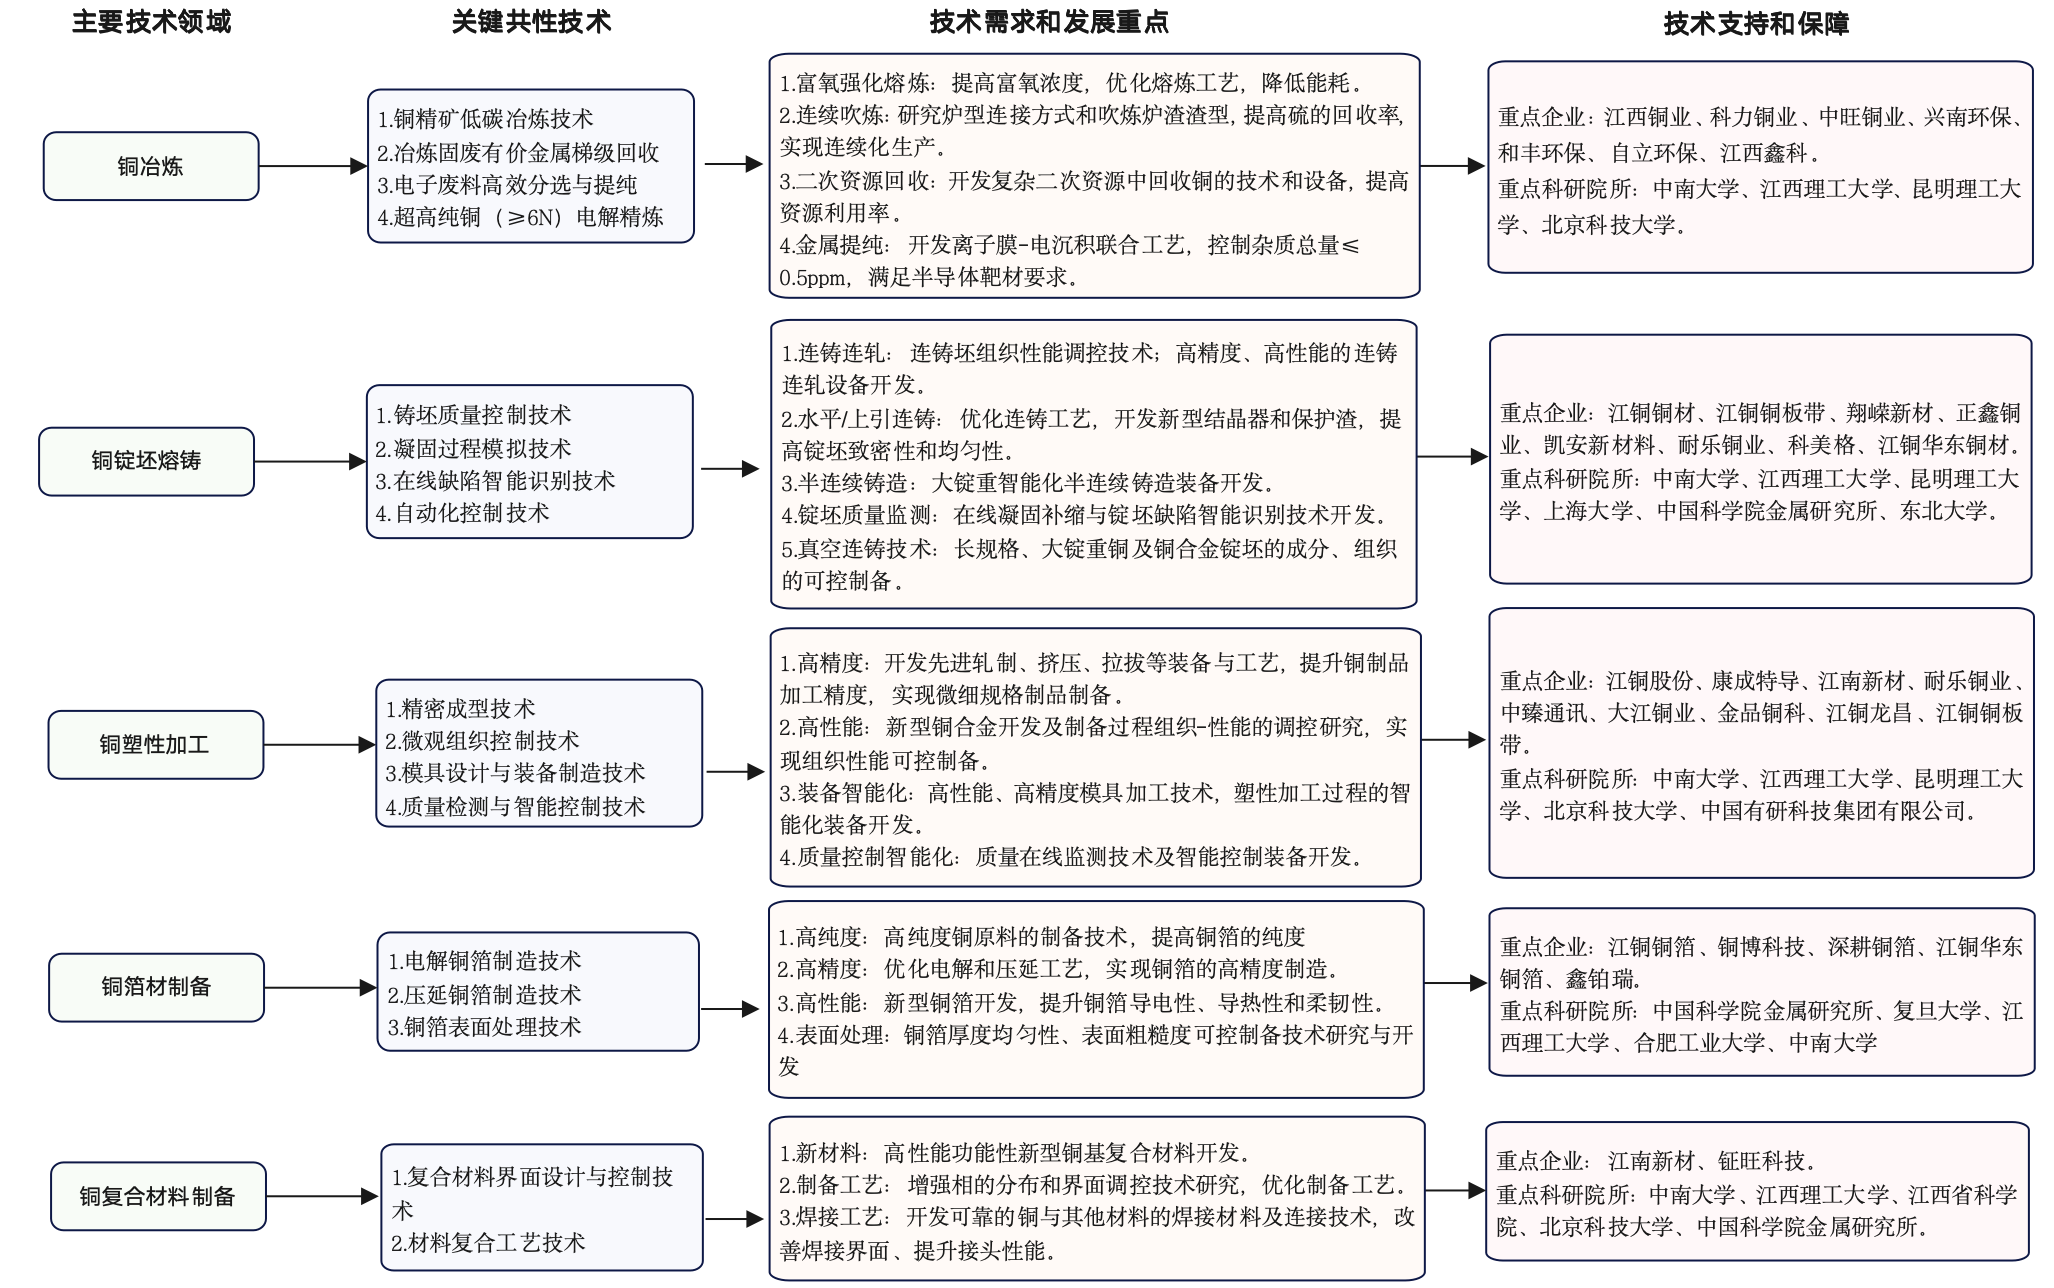 主要技术领域
关键共性技术
技术需求和发展重点
技术支持和保障
铜冶炼
1.铜精矿低碳冶炼技术
2.冶炼固废有价金属梯级回收
3.电子废料高效分选与提纯
4.超高纯铜（≥6N）电解精炼
1.富氧强化熔炼：提高富氧浓度，优化熔炼工艺，降低能耗。
2.连续吹炼：研究炉型连接方式和吹炼炉渣渣型，提高硫的回收率，
实现连续化生产。
3.二次资源回收：开发复杂二次资源中回收铜的技术和设备，提高
资源利用率。
4.金属提纯：开发离子膜-电沉积联合工艺，控制杂质总量≤
0.5ppm，满足半导体靶材要求。
重点企业：江西铜业、科力铜业、中旺铜业、兴南环保、
和丰环保、自立环保、江西鑫科。
重点科研院所：中南大学、江西理工大学、昆明理工大
学、北京科技大学。
铜锭坯熔铸
1.铸坯质量控制技术
2.凝固过程模拟技术
3.在线缺陷智能识别技术
4.自动化控制技术
1.连铸连轧：连铸坯组织性能调控技术；高精度、高性能的连铸
连轧设备开发。
2.水平/上引连铸：优化连铸工艺，开发新型结晶器和保护渣，提
高锭坯致密性和均匀性。
3.半连续铸造：大锭重智能化半连续铸造装备开发。
4.锭坯质量监测：在线凝固补缩与锭坯缺陷智能识别技术开发。
5.真空连铸技术：长规格、大锭重铜及铜合金锭坯的成分、组织
的可控制备。
重点企业：江铜铜材、江铜铜板带、翔嵘新材、正鑫铜
业、凯安新材料、耐乐铜业、科美格、江铜华东铜材。
重点科研院所：中南大学、江西理工大学、昆明理工大
学、上海大学、中国科学院金属研究所、东北大学。
铜塑性加工
1.精密成型技术
2.微观组织控制技术
3.模具设计与装备制造技术
4.质量检测与智能控制技术
1.高精度：开发先进轧制、挤压、拉拔等装备与工艺，提升铜制品
加工精度，实现微细规格制品制备。
2.高性能：新型铜合金开发及制备过程组织-性能的调控研究，实
现组织性能可控制备。
3.装备智能化：高性能、高精度模具加工技术，塑性加工过程的智
能化装备开发。
4.质量控制智能化：质量在线监测技术及智能控制装备开发。
重点企业：江铜股份、康成特导、江南新材、耐乐铜业、
中臻通讯、大江铜业、金品铜科、江铜龙昌、江铜铜板
带。
重点科研院所：中南大学、江西理工大学、昆明理工大
学、北京科技大学、中国有研科技集团有限公司。
铜箔材制备
1.电解铜箔制造技术
2.压延铜箔制造技术
3.铜箔表面处理技术
1.高纯度：高纯度铜原料的制备技术，提高铜箔的纯度
2.高精度：优化电解和压延工艺，实现铜箔的高精度制造。
3.高性能：新型铜箔开发，提升铜箔导电性、导热性和柔韧性。
4.表面处理：铜箔厚度均匀性、表面粗糙度可控制备技术研究与开
发
重点企业：江铜铜箔、铜博科技、深耕铜箔、江铜华东
铜箔、鑫铂瑞。
重点科研院所：中国科学院金属研究所、复旦大学、江
西理工大学、合肥工业大学、中南大学
铜复合材料制备
1.复合材料界面设计与控制技
术
2.材料复合工艺技术
1.新材料：高性能功能性新型铜基复合材料开发。
2.制备工艺：增强相的分布和界面调控技术研究，优化制备工艺。
3.焊接工艺：开发可靠的铜与其他材料的焊接材料及连接技术，改
善焊接界面、提升接头性能。
重点企业：江南新材、钲旺科技。
重点科研院所：中南大学、江西理工大学、江西省科学
院、北京科技大学、中国科学院金属研究所。